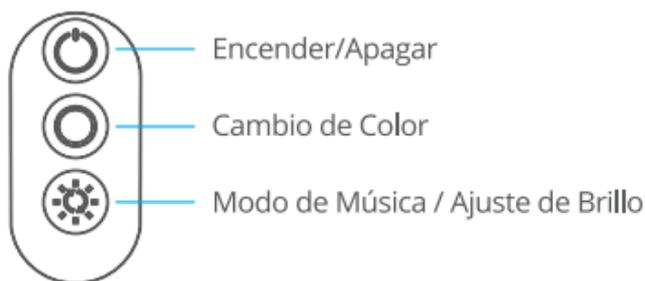 Encender/Apagar
Cambio de Color
Modo de Música / Ajuste de Brillo